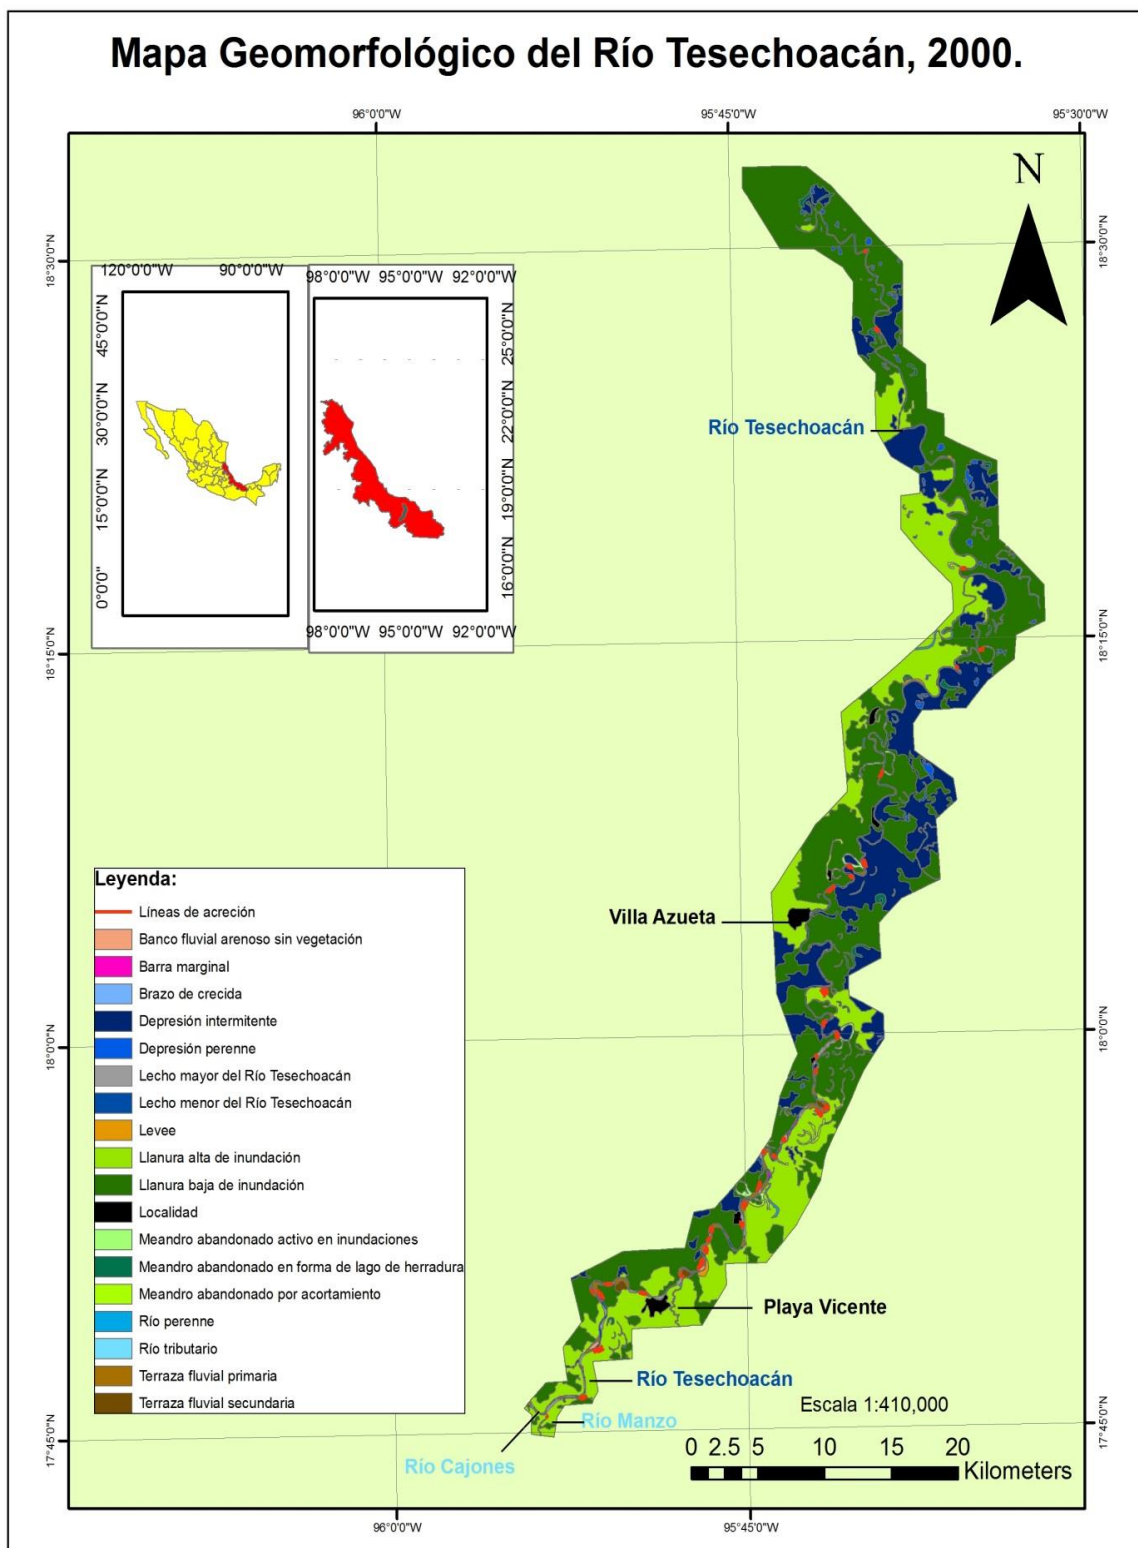 Mapa Geomorfológico del Río Tesechoacán, 2000.
96°0'0"W
95°45'0"W
95°30'0"W
N
18°30'0"N
18°30'0"N
120°0'0"W
90°0'0"W
98°0'0"W
95°0'0"W
92°0'0"W
45°0'0"N
30°0'0"N
15°0'0"N
0°0'0"
25°0'0"N
22°0'0"N
19°0'0"N
16°0'0"N
98°0'0"W
95°0'0"W
92°0'0"W
Río Tesechoacán
18°15'0"N
18°15'0"N
Leyenda:
Líneas de acreción
Banco fluvial arenoso sin vegetación
Barra marginal
Brazo de crecida
Depresión intermitente
Depresión perenne
Lecho mayor del Río Tesechoacán
Lecho menor del Río Tesechoacán
Levee
Llanura alta de inundación
Llanura baja de inundación
Localidad
Meandro abandonado activo en inundaciones
Meandro abandonado en forma de lago de herradura
Meandro abandonado por acortamiento
Río perenne
Río tributario
Terraza fluvial primaria
Terraza fluvial secundaria
Villa Azueta
18°0'0"N
18°0'0"N
Playa Vicente
Río Tesechoacán
Río Manzo
Río Cajones
Escala 1:410,000
0 2.5 5 10 15 20
Kilometers
17°45'0"N
17°45'0"N
96°0'0"W
95°45'0"W